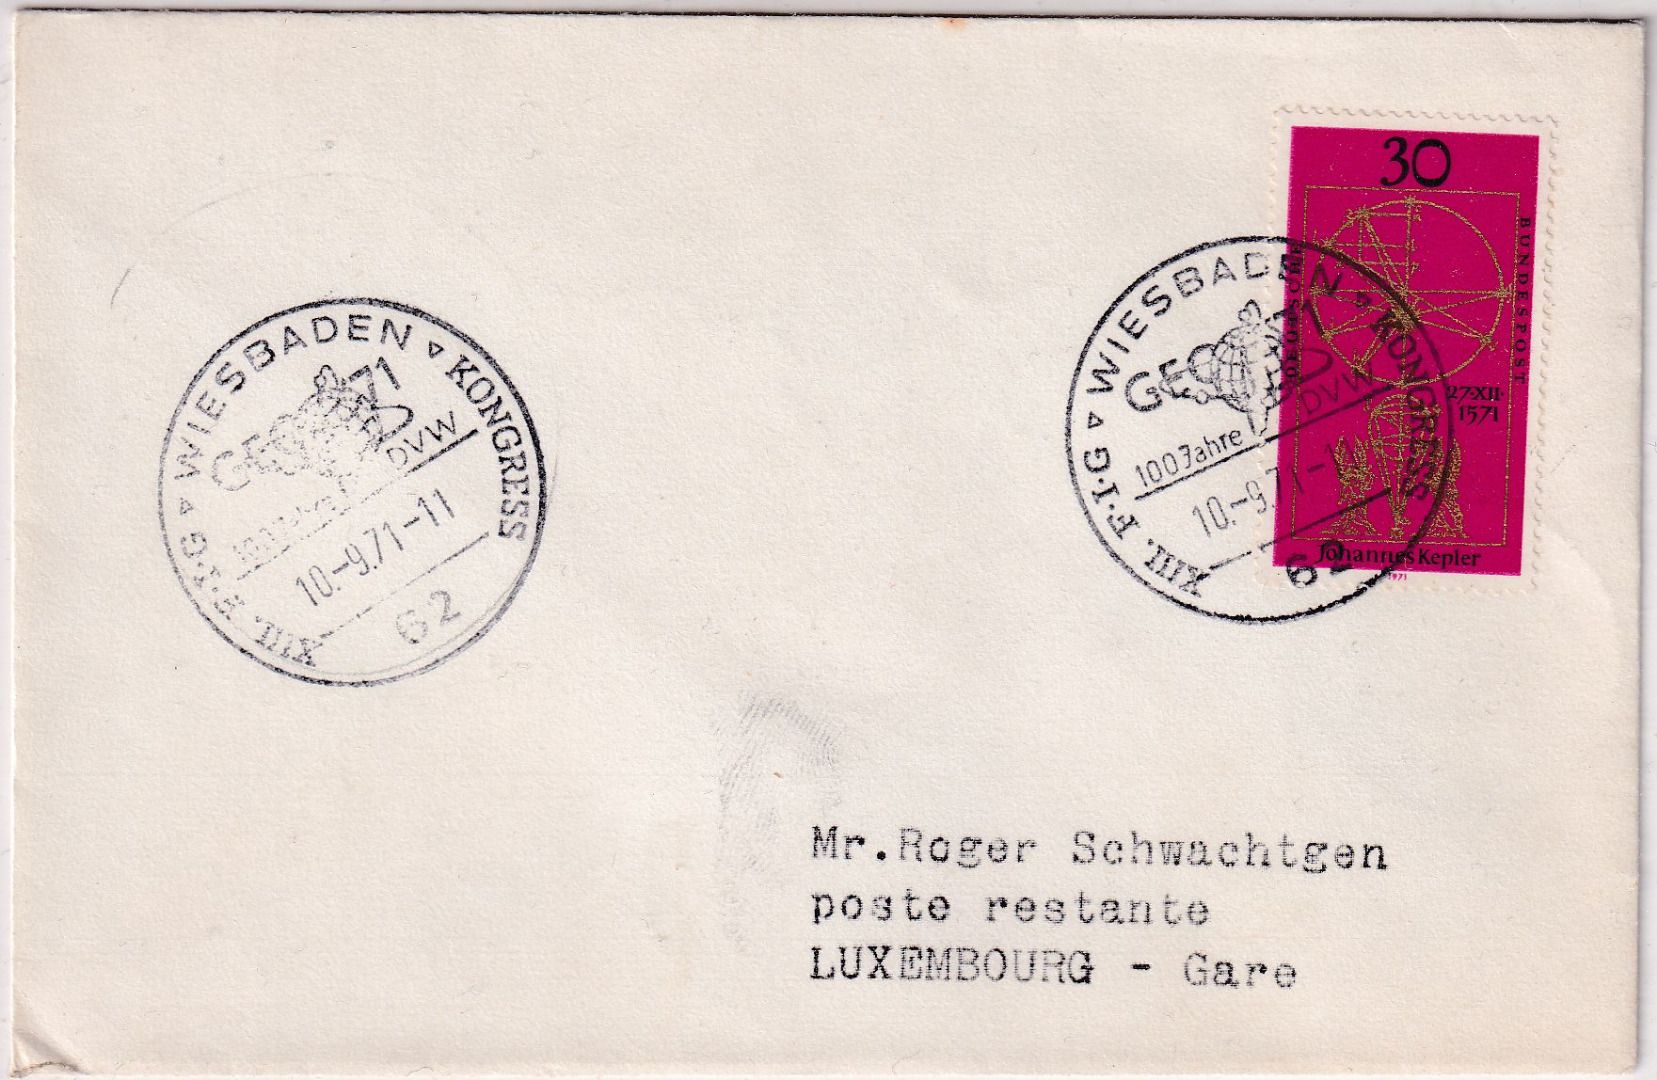 WIESBADEN ▿ KONGRESS
XIII. F.I.G ▿
GEO 71
DVW
10.-9.71-11
62
WIESBADEN ▿ KONGRESS
XIII. F.I.G ▿
GEO 71
100 Jahre DVW
10.-9.71-11
62
30
DEUTSCHE
BUNDESPOST
27·XII·
1571
Johannes Kepler
1971
Mr.Roger Schwachtgen
poste restante
LUXEMBOURG - Gare